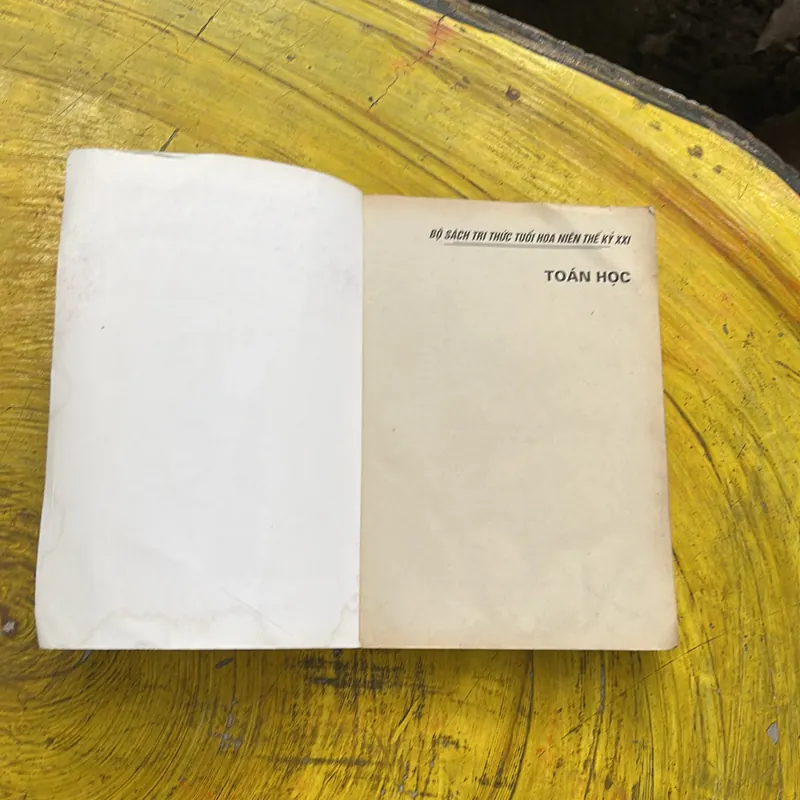 BỘ SÁCH TRI THỨC TUỔI HOA NIÊN THẾ KỶ XXI
TOÁN HỌC